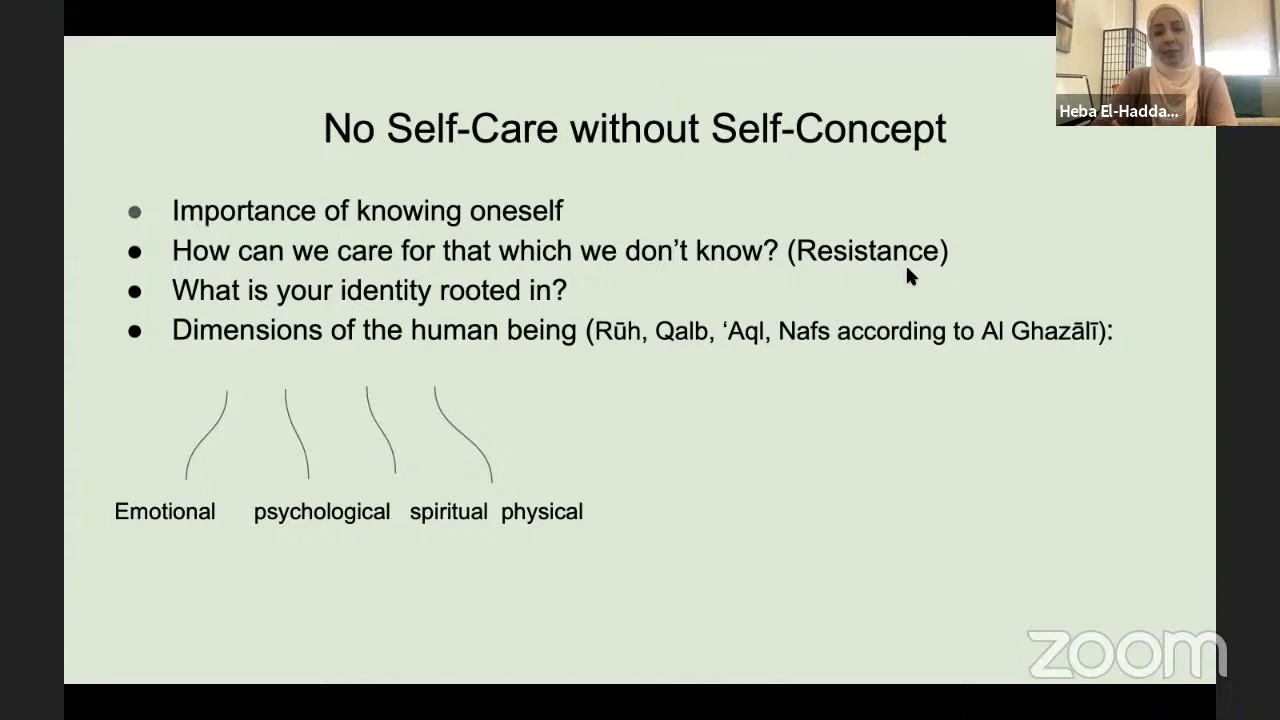 No Self-Care without Self-Concept
● Importance of knowing oneself
● How can we care for that which we don’t know? (Resistance)
● What is your identity rooted in?
● Dimensions of the human being (Rūh, Qalb, ‘Aql, Nafs according to Al Ghazālī):
Emotional psychological spiritual physical
Heba El-Hadda...
zoom